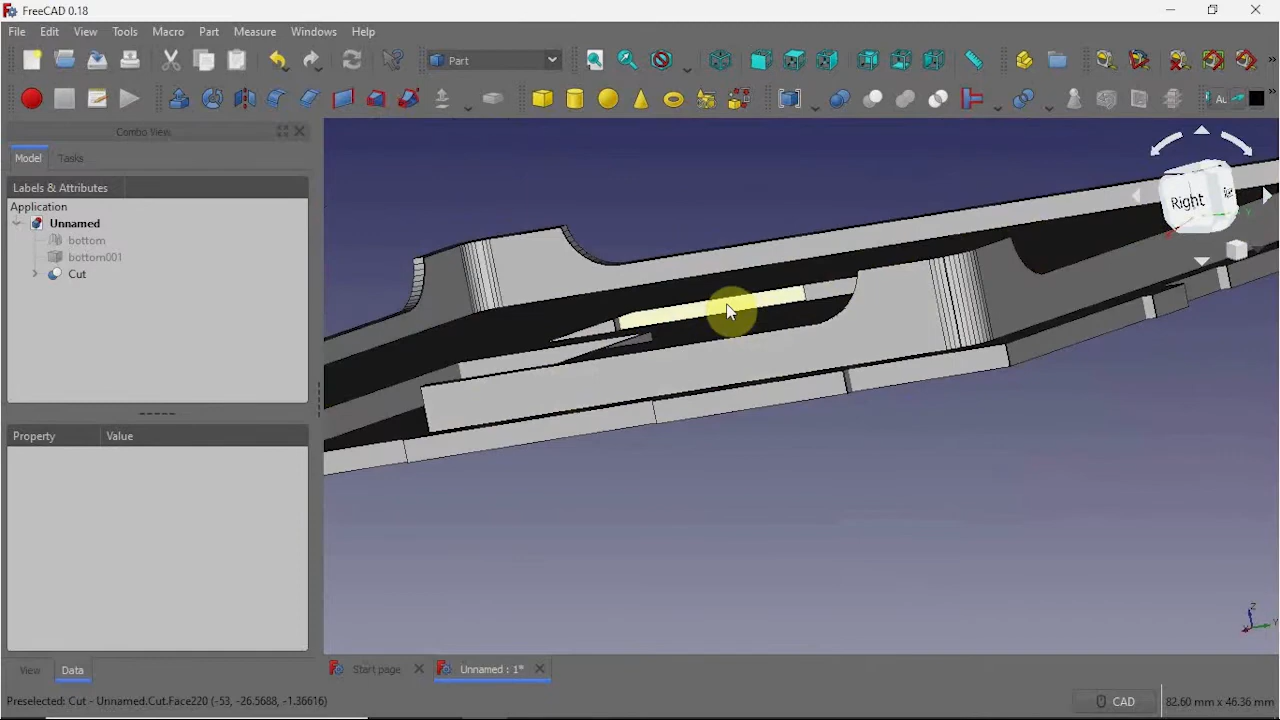 FreeCAD 0.18
File Edit View Tools Macro Part Measure Windows Help
Part
Au
Combo View
Model Tasks
Labels & Attributes
Application
Unnamed
bottom
bottom001
Cut
Property Value
View Data
Right
Y
Z
Y
Start page Unnamed : 1*
Preselected: Cut - Unnamed.Cut.Face220 (-53, -26.5688, -1.36616) CAD 82.60 mm x 46.36 mm